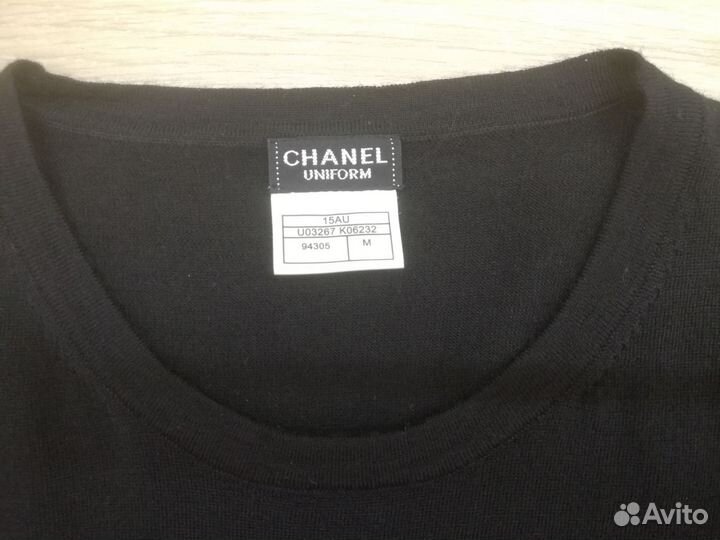 CHANEL
UNIFORM
15AU
U03267 K06232
94305 M
Avito